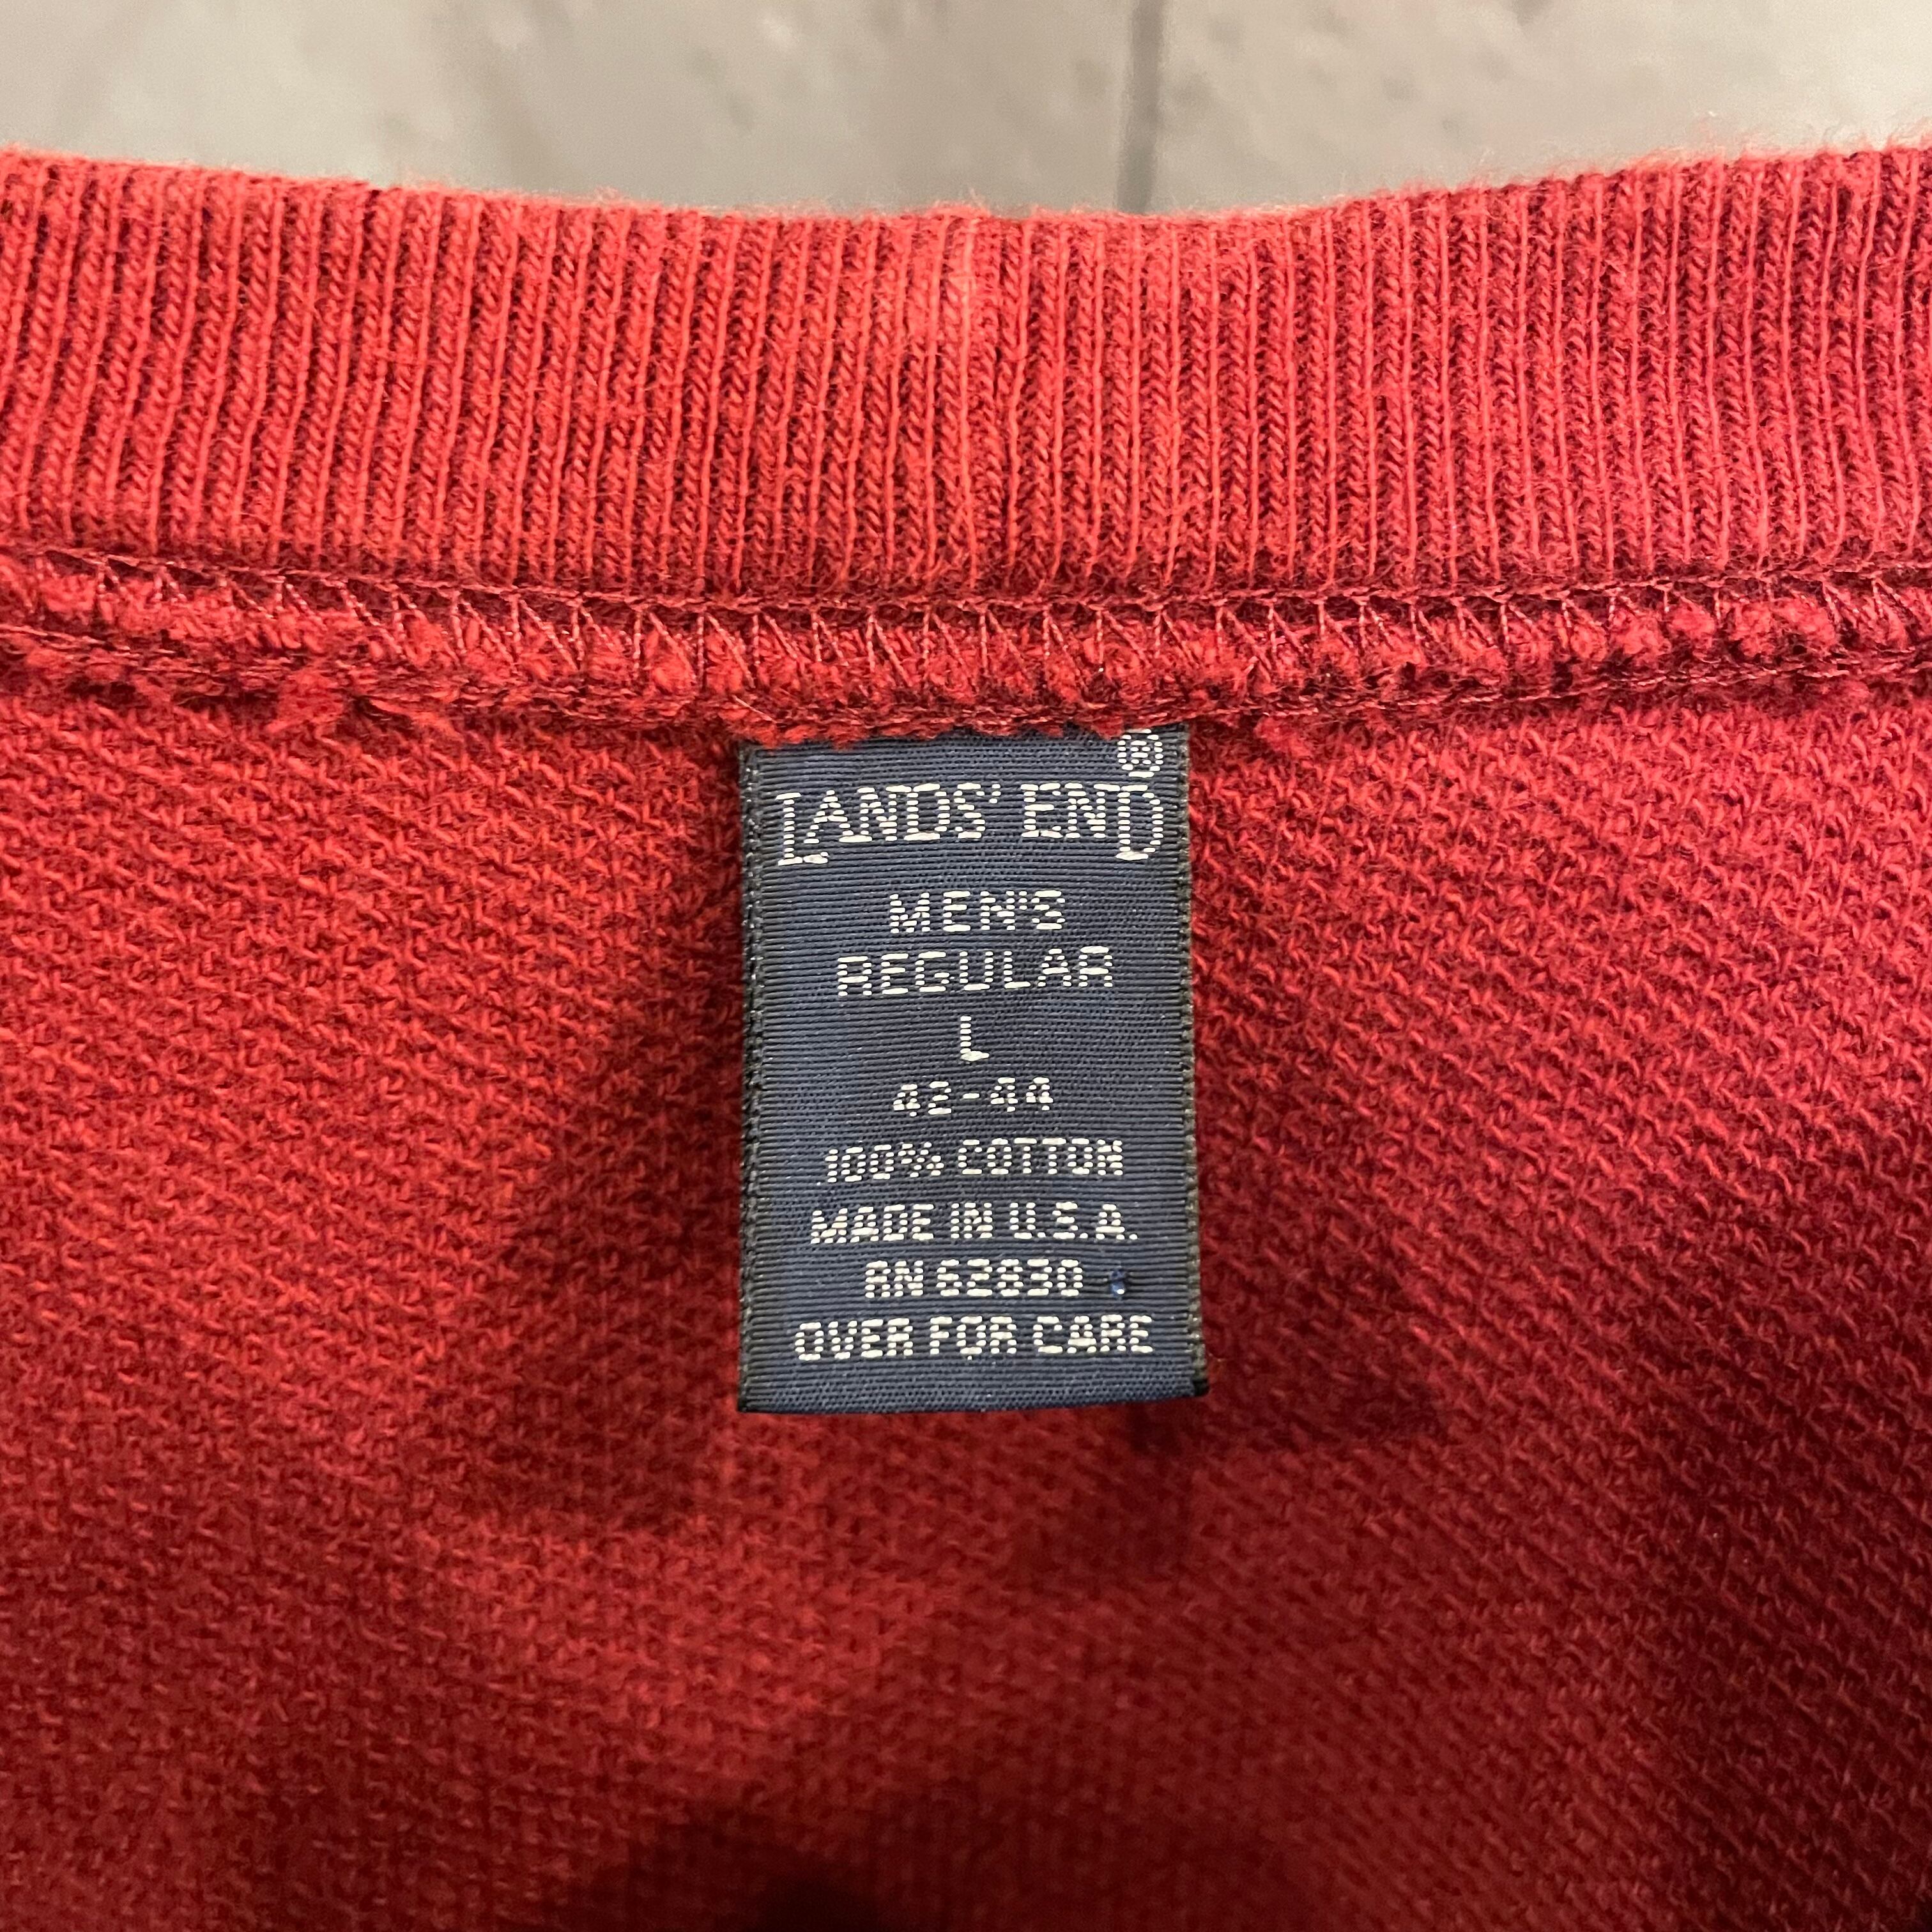 LANDS' END®
MEN'S
REGULAR
L
42-44
100% COTTON
MADE IN U.S.A.
RN 62830
OVER FOR CARE